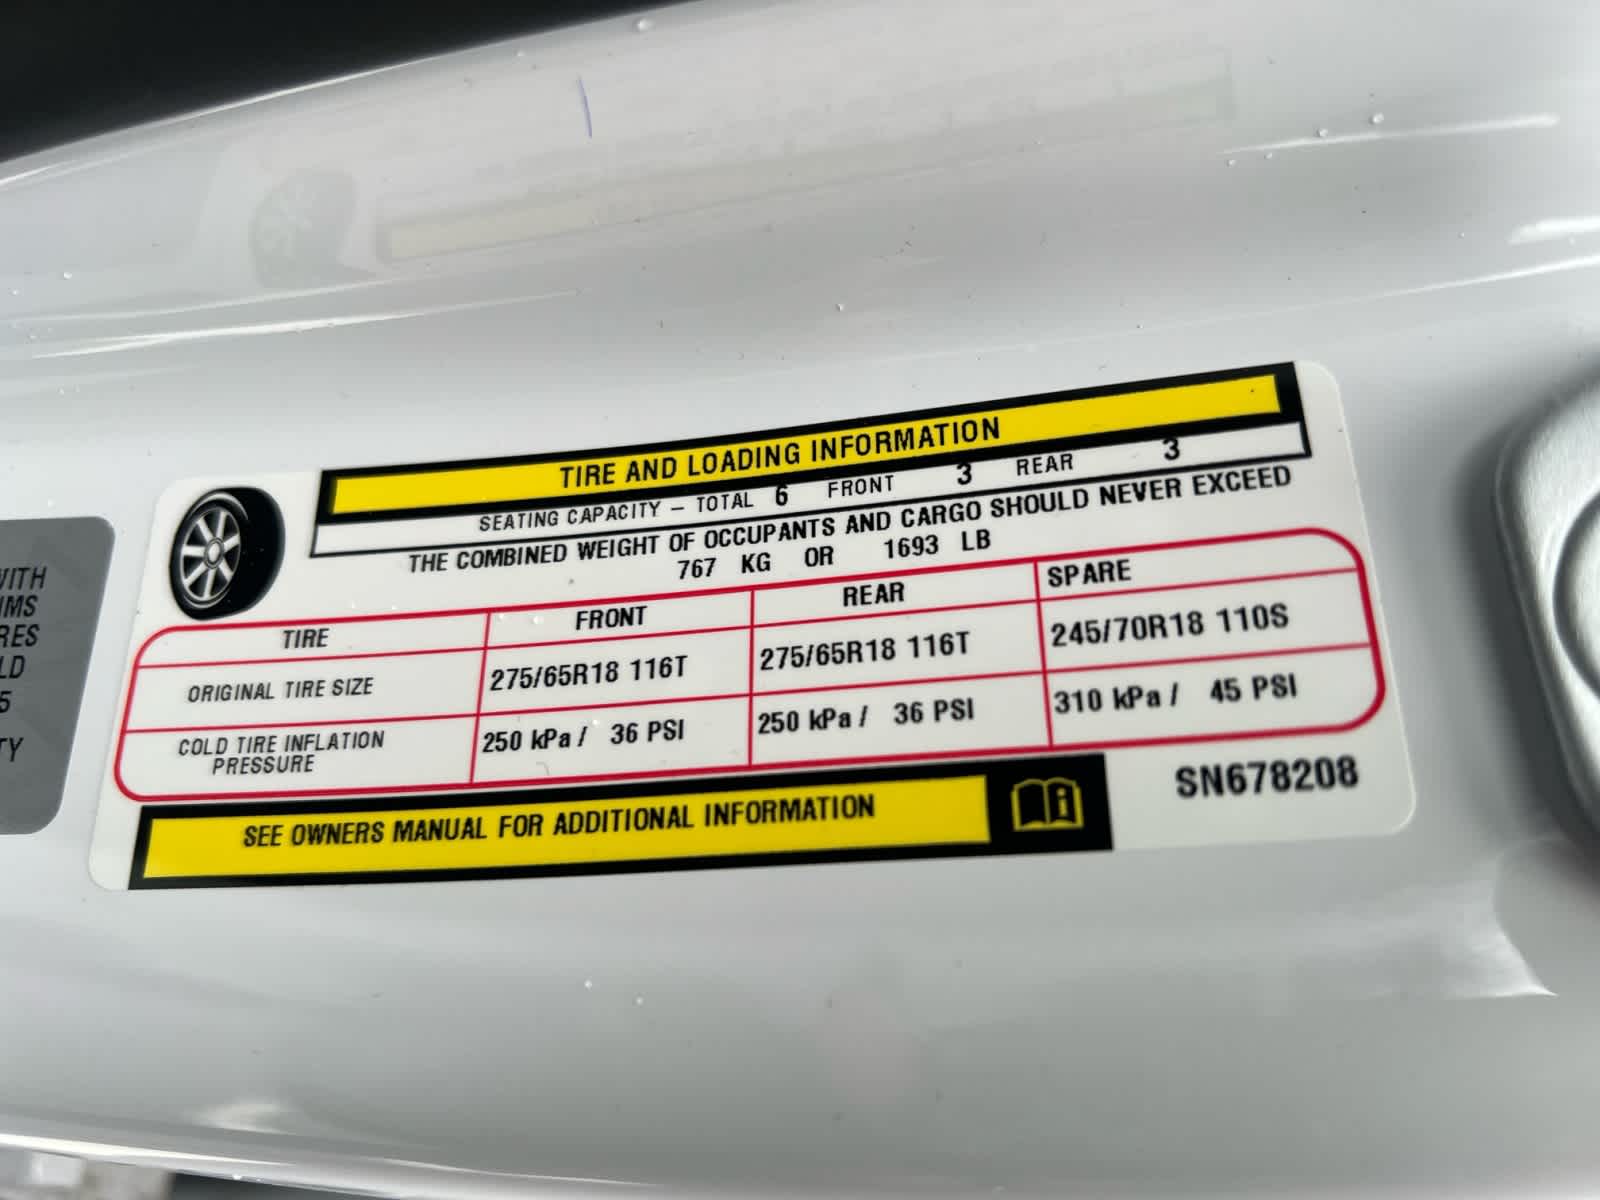 TIRE AND LOADING INFORMATION
SEATING CAPACITY – TOTAL 6 FRONT 3 REAR 3
THE COMBINED WEIGHT OF OCCUPANTS AND CARGO SHOULD NEVER EXCEED
767 KG OR 1693 LB
TIRE FRONT REAR SPARE
ORIGINAL TIRE SIZE 275/65R18 116T 275/65R18 116T 245/70R18 110S
COLD TIRE INFLATION PRESSURE 250 kPa / 36 PSI 250 kPa / 36 PSI 310 kPa / 45 PSI
SEE OWNERS MANUAL FOR ADDITIONAL INFORMATION
SN678208